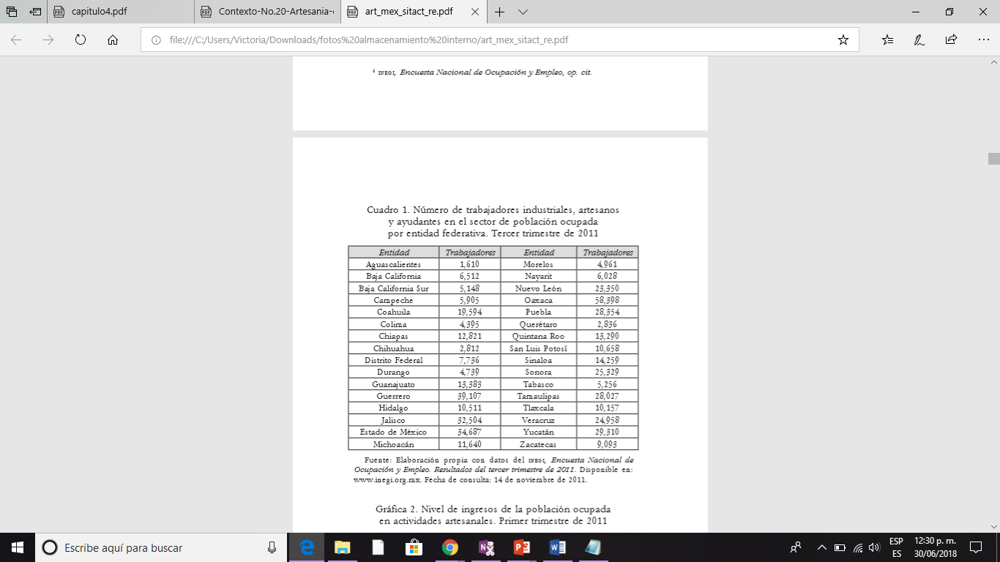 capitulo4.pdf
Contexto-No.20-Artesania-
art_mex_sitact_re.pdf
file:///C:/Users/Victoria/Downloads/fotos%20almacenamiento%20interno/art_mex_sitact_re.pdf
4 INEGI, Encuesta Nacional de Ocupación y Empleo, op. cit.
Cuadro 1. Número de trabajadores industriales, artesanos
y ayudantes en el sector de población ocupada
por entidad federativa. Tercer trimestre de 2011
Entidad Trabajadores Entidad Trabajadores
Aguascalientes 1,610 Morelos 4,961
Baja California 6,512 Nayarit 6,028
Baja California Sur 5,148 Nuevo León 23,350
Campeche 5,905 Oaxaca 58,398
Coahuila 19,594 Puebla 28,354
Colima 4,395 Querétaro 2,836
Chiapas 12,821 Quintana Roo 13,290
Chihuahua 2,812 San Luis Potosí 10,658
Distrito Federal 7,736 Sinaloa 14,259
Durango 4,739 Sonora 25,329
Guanajuato 13,383 Tabasco 5,256
Guerrero 39,107 Tamaulipas 28,027
Hidalgo 10,511 Tlaxcala 10,157
Jalisco 32,504 Veracruz 24,958
Estado de México 34,687 Yucatán 29,310
Michoacán 11,640 Zacatecas 9,093
Fuente: Elaboración propia con datos del INEGI, Encuesta Nacional de
Ocupación y Empleo. Resultados del tercer trimestre de 2011. Disponible en:
www.inegi.org.mx. Fecha de consulta: 14 de noviembre de 2011.
Gráfica 2. Nivel de ingresos de la población ocupada
en actividades artesanales. Primer trimestre de 2011
Escribe aquí para buscar
ESP
ES
12:30 p. m.
30/06/2018